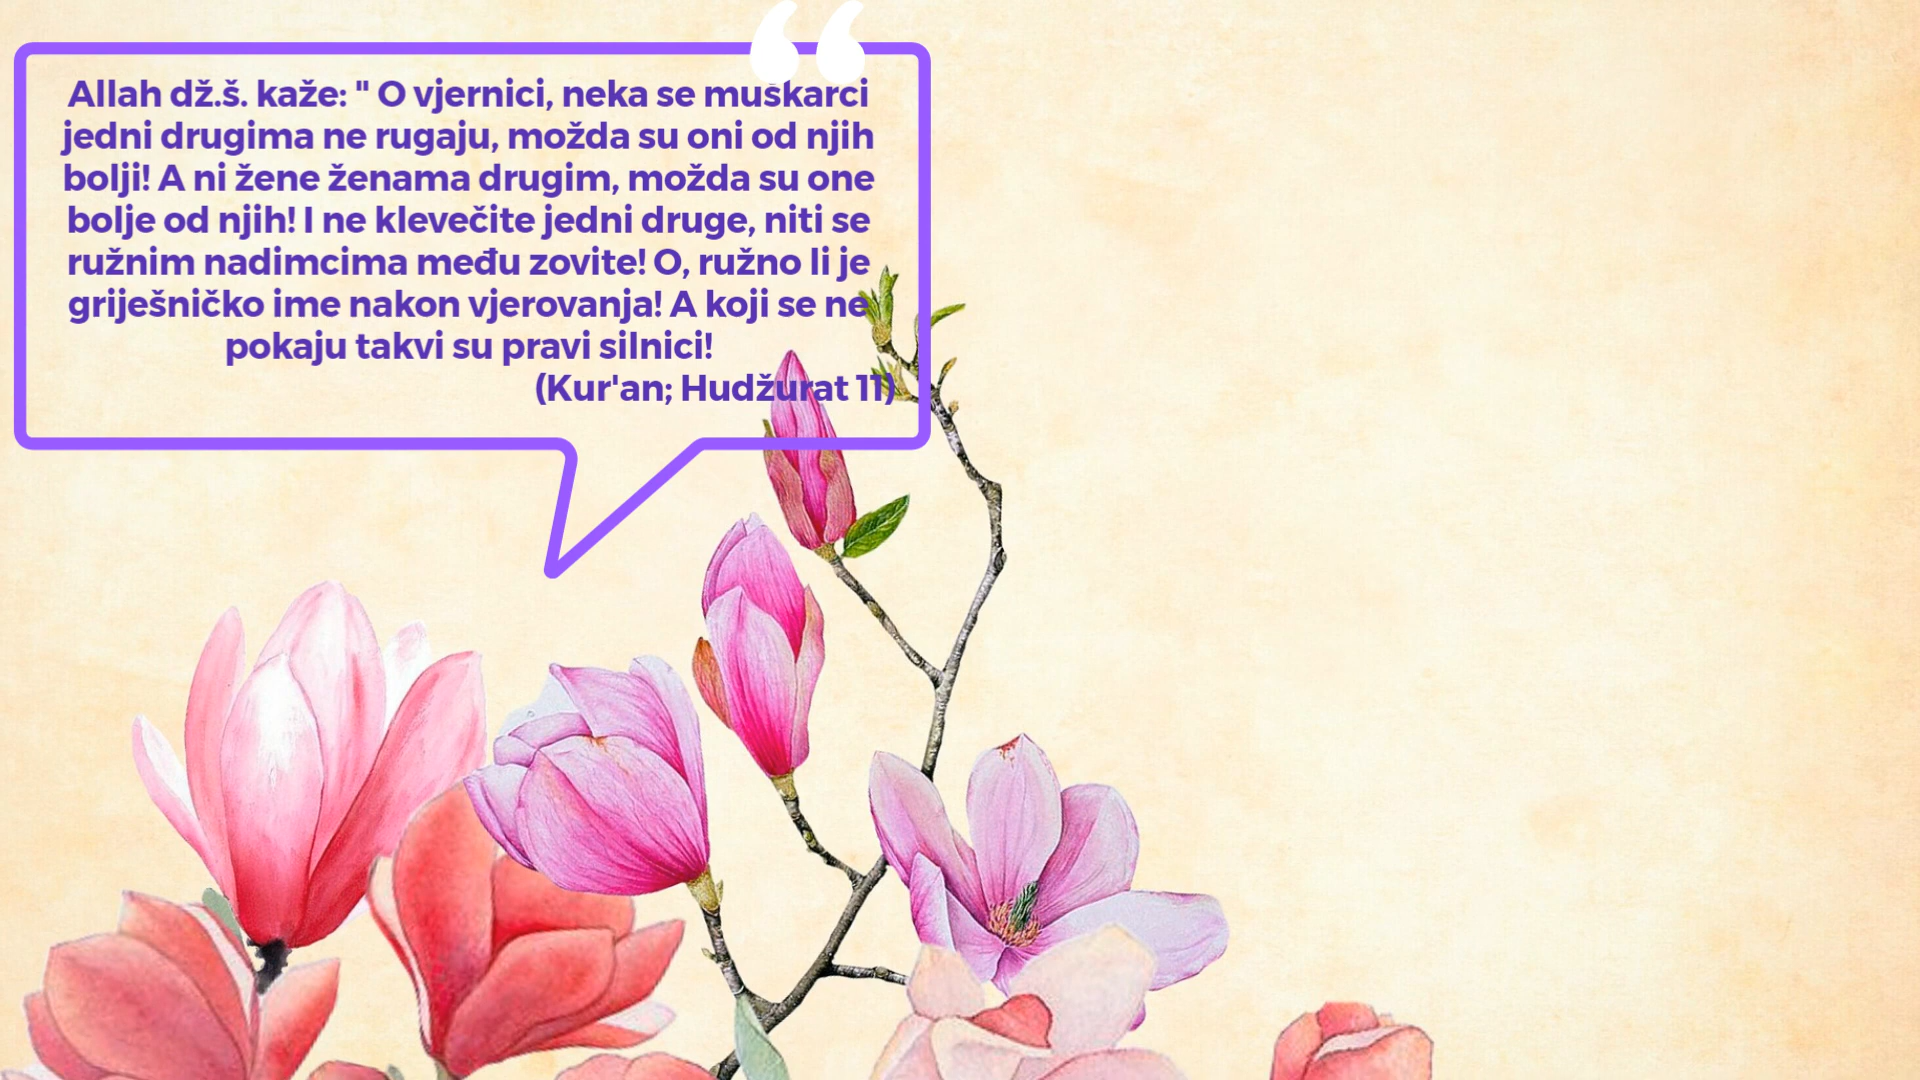 Allah dž.š. kaže: " O vjernici, neka se muškarci
jedni drugima ne rugaju, možda su oni od njih
bolji! A ni žene ženama drugim, možda su one
bolje od njih! I ne klevečite jedni druge, niti se
ružnim nadimcima među zovite! O, ružno li je
griješničko ime nakon vjerovanja! A koji se ne
pokaju takvi su pravi silnici!
(Kur'an; Hudžurat 11)